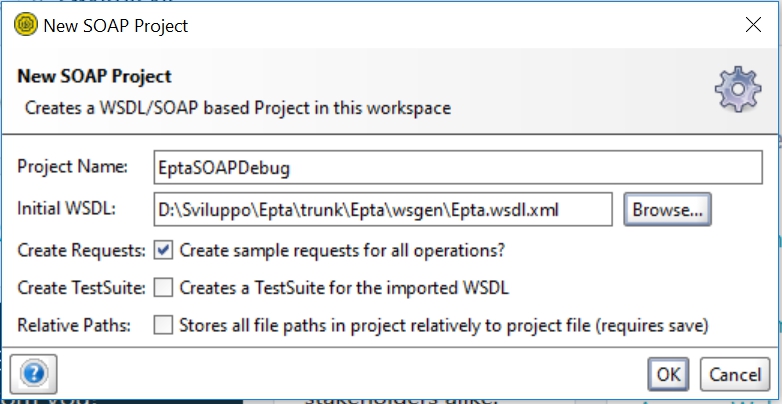 New SOAP Project
New SOAP Project
Creates a WSDL/SOAP based Project in this workspace
Project Name: EptaSOAPDebug
Initial WSDL: D:\Sviluppo\Epta\trunk\Epta\wsgen\Epta.wsdl.xml Browse...
Create Requests: Create sample requests for all operations?
Create TestSuite: Creates a TestSuite for the imported WSDL
Relative Paths: Stores all file paths in project relatively to project file (requires save)
? OK Cancel
stakeholders alike.